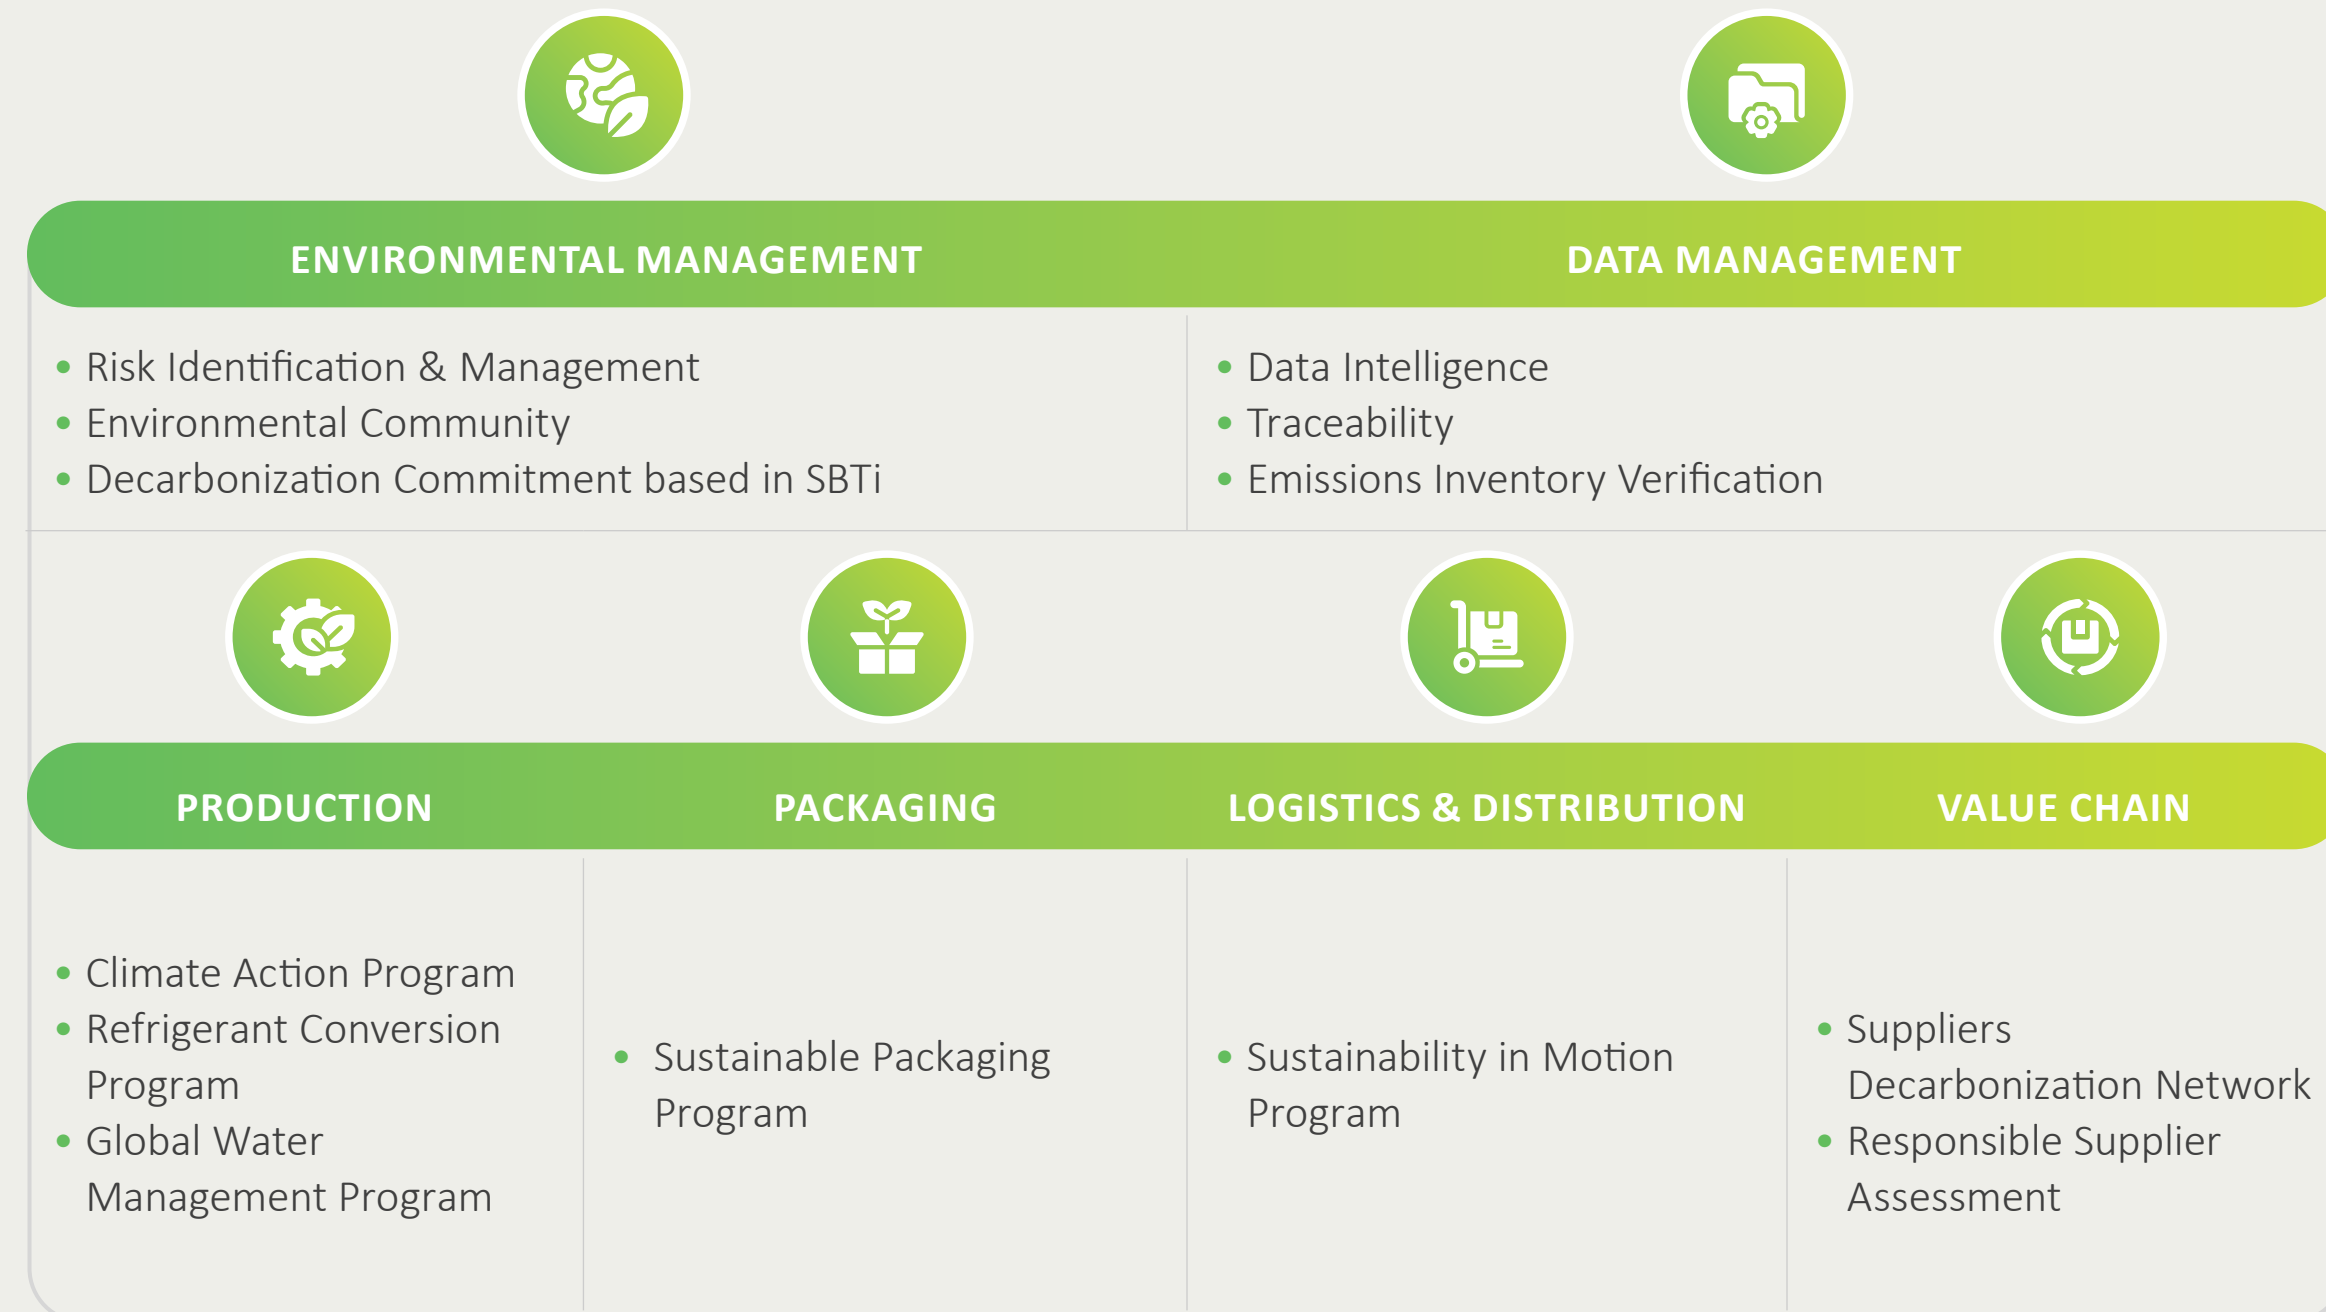 ENVIRONMENTAL MANAGEMENT
DATA MANAGEMENT
• Risk Identification & Management
• Environmental Community
• Decarbonization Commitment based in SBTi
• Data Intelligence
• Traceability
• Emissions Inventory Verification
PRODUCTION
PACKAGING
LOGISTICS & DISTRIBUTION
VALUE CHAIN
• Climate Action Program
• Refrigerant Conversion
Program
• Global Water
Management Program
• Sustainable Packaging
Program
• Sustainability in Motion
Program
• Suppliers
Decarbonization Network
• Responsible Supplier
Assessment